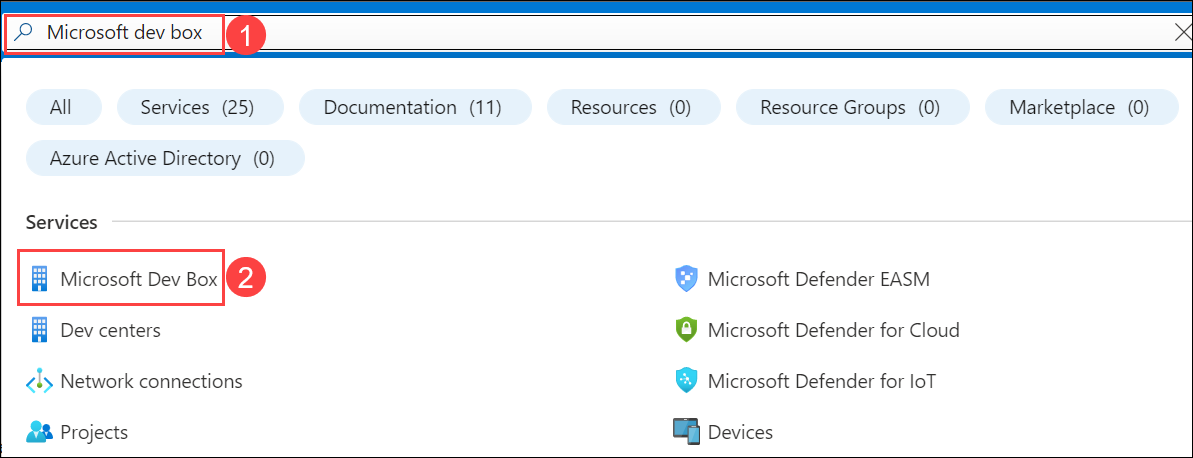 Microsoft dev box 1
All Services (25) Documentation (11) Resources (0) Resource Groups (0) Marketplace (0)
Azure Active Directory (0)
Services
Microsoft Dev Box 2 Microsoft Defender EASM
Dev centers Microsoft Defender for Cloud
Network connections Microsoft Defender for IoT
Projects Devices